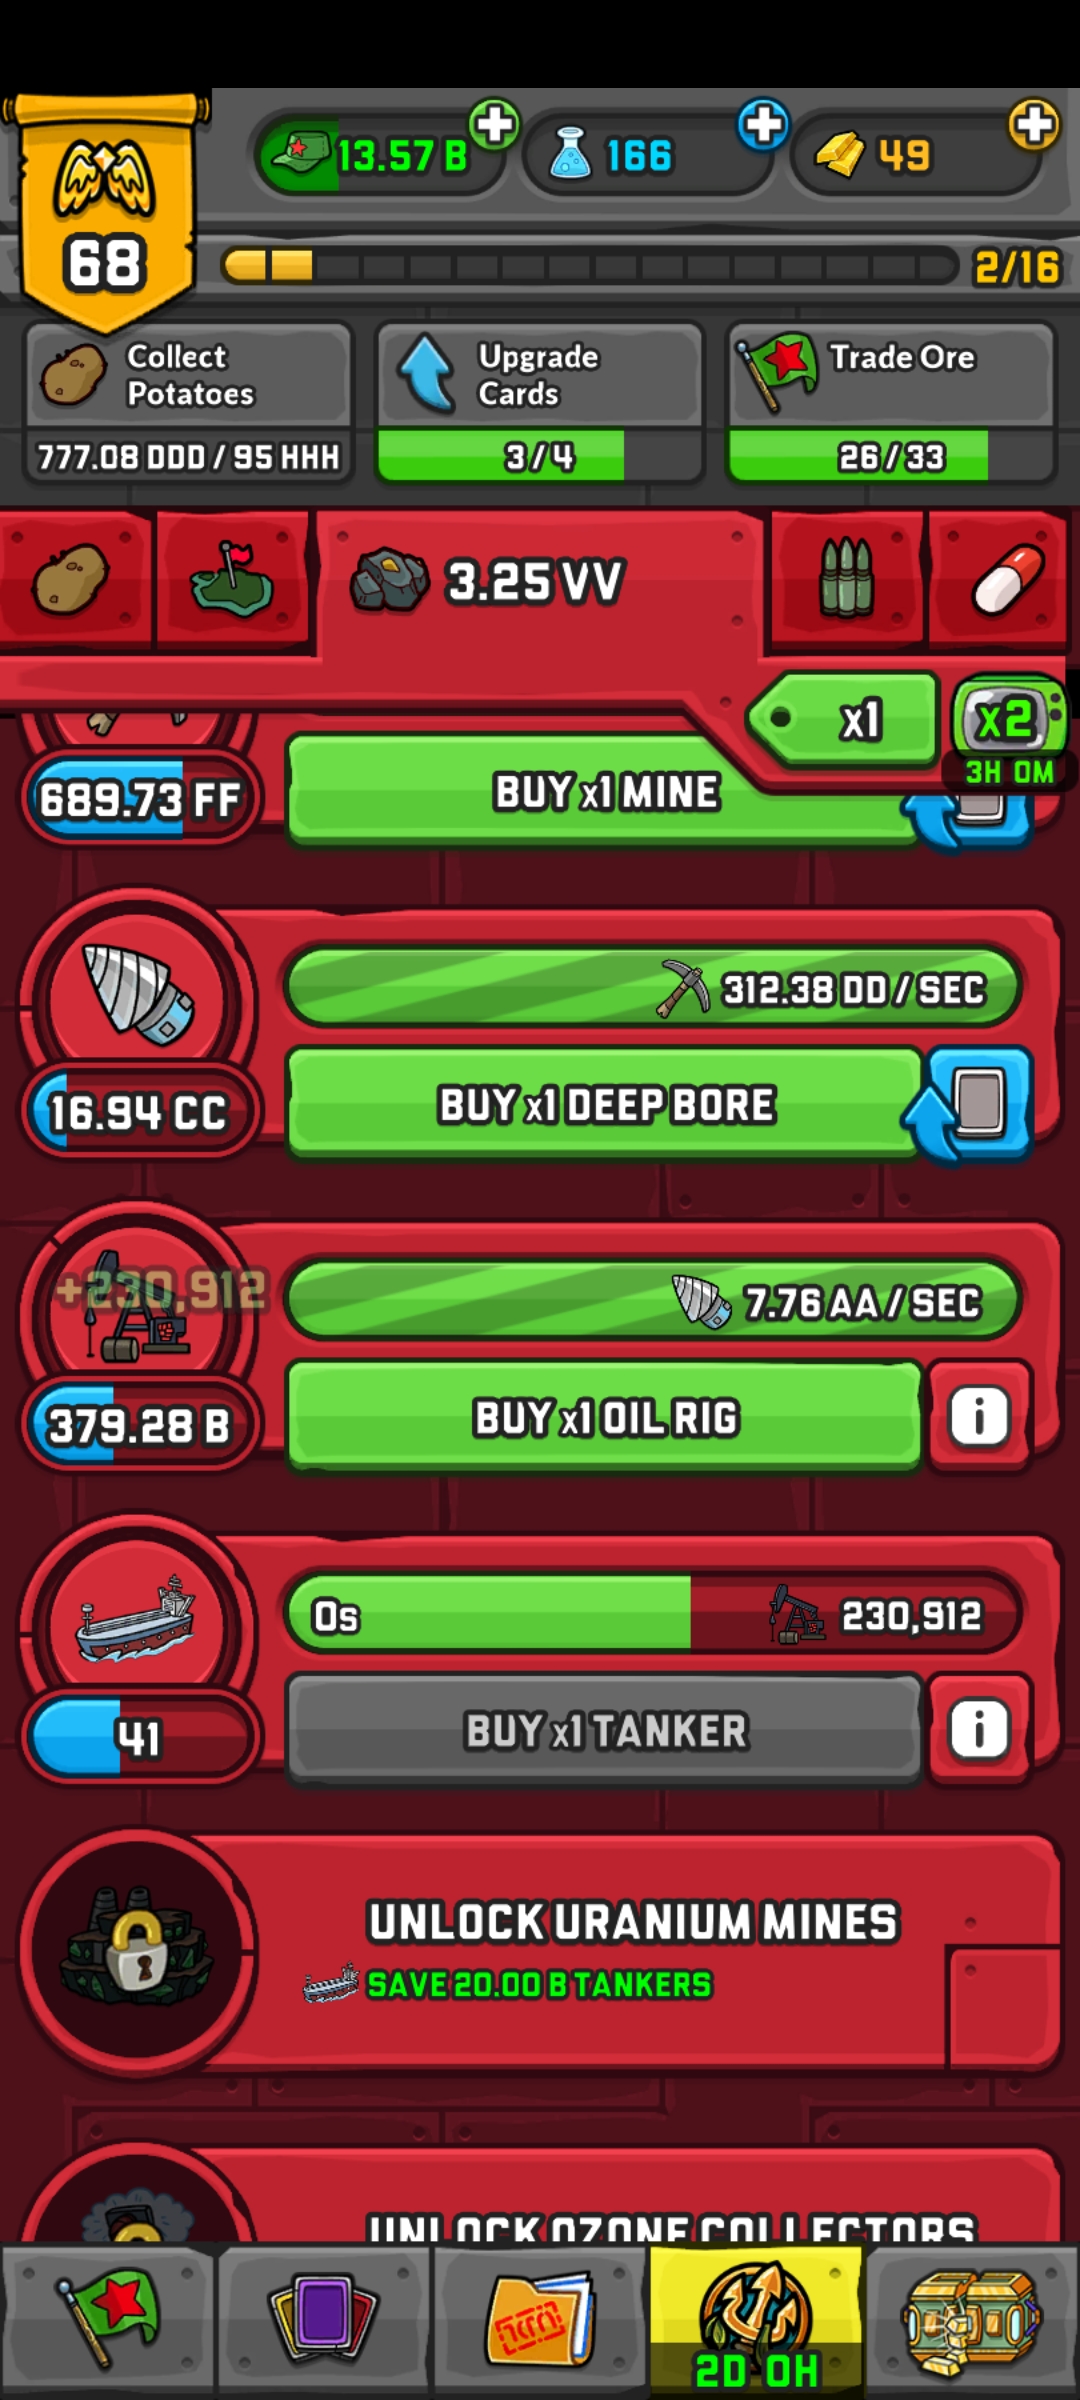 13.57 B
166
49
68
2/16
Collect
Potatoes
777.08 DDD / 95 HHH
Upgrade
Cards
3/4
Trade Ore
26/33
3.25 VV
x1
x2
3H 0M
689.73 FF
BUY x1 MINE
312.38 DD / SEC
16.94 CC
BUY x1 DEEP BORE
+230,912
7.76 AA / SEC
379.28 B
BUY x1 OIL RIG
i
0s
230,912
41
BUY x1 TANKER
i
UNLOCK URANIUM MINES
SAVE 20.00 B TANKERS
UNLOCK OZONE COLLECTORS
2D 0H